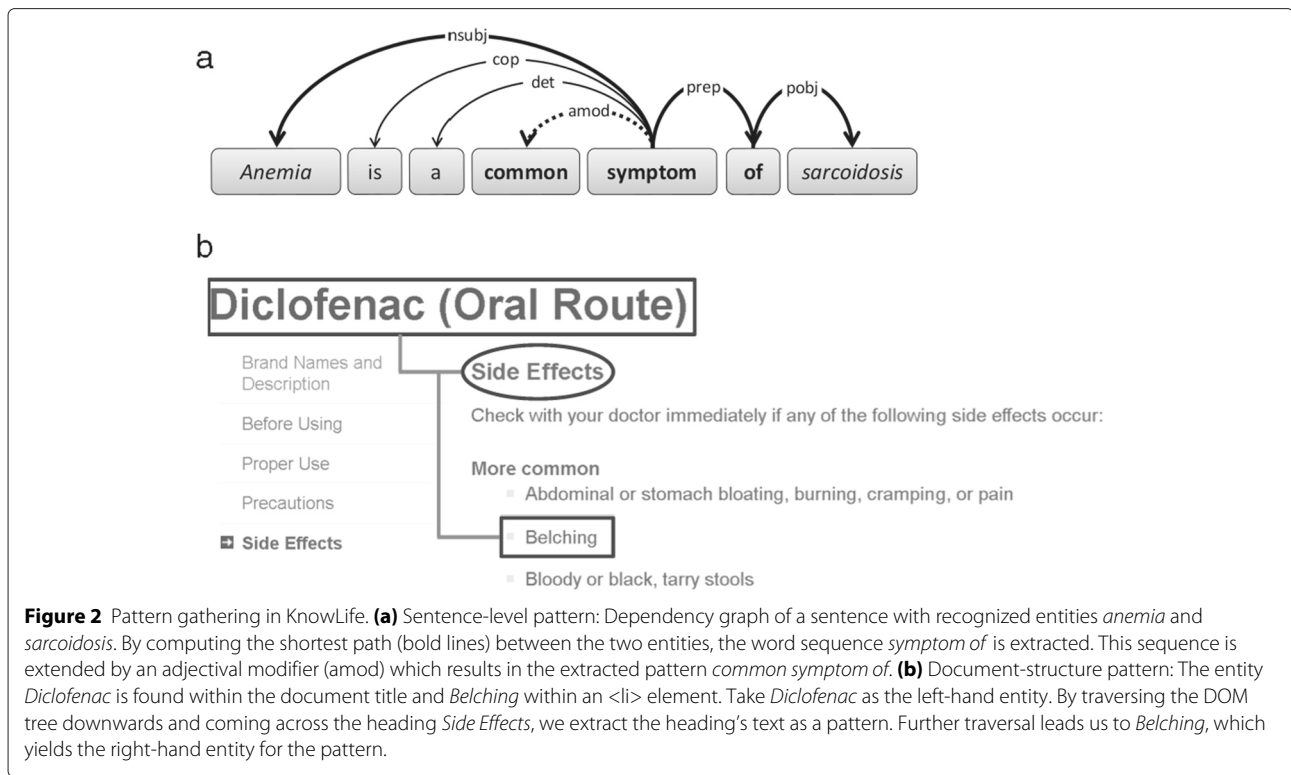 a
nsubj
cop
det
amod
prep
pobj
Anemia is a common symptom of sarcoidosis
b
Diclofenac (Oral Route)
Brand Names and
Description
Before Using
Proper Use
Precautions
Side Effects
Side Effects
Check with your doctor immediately if any of the following side effects occur:
More common
Abdominal or stomach bloating, burning, cramping, or pain
Belching
Bloody or black, tarry stools
Figure 2 Pattern gathering in KnowLife. (a) Sentence-level pattern: Dependency graph of a sentence with recognized entities anemia and
sarcoidosis. By computing the shortest path (bold lines) between the two entities, the word sequence symptom of is extracted. This sequence is
extended by an adjectival modifier (amod) which results in the extracted pattern common symptom of. (b) Document-structure pattern: The entity
Diclofenac is found within the document title and Belching within an <li> element. Take Diclofenac as the left-hand entity. By traversing the DOM
tree downwards and coming across the heading Side Effects, we extract the heading's text as a pattern. Further traversal leads us to Belching, which
yields the right-hand entity for the pattern.